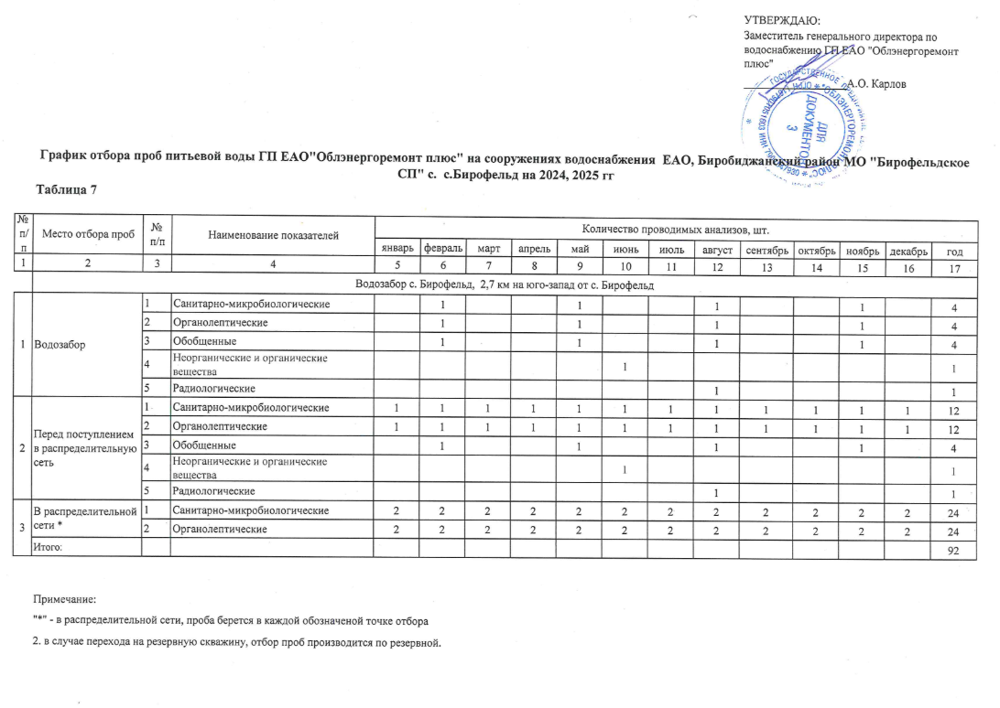 УТВЕРЖДАЮ:
Заместитель генерального директора по
водоснабжению ГП ЕАО "Облэнергоремонт
плюс"
А.О. Карлов
ДЛЯ
ДОКУМЕНТОВ
3
График отбора проб питьевой воды ГП ЕАО"Облэнергоремонт плюс" на сооружениях водоснабжения ЕАО, Биробиджанский район МО "Бирофельдское
СП" с. с.Бирофельд на 2024, 2025 гг
Таблица 7
№ п/п Место отбора проб № п/п Наименование показателей Количество проводимых анализов, шт.
январь февраль март апрель май июнь июль август сентябрь октябрь ноябрь декабрь год
1 2 3 4 5 6 7 8 9 10 11 12 13 14 15 16 17
Водозабор с. Бирофельд, 2,7 км на юго-запад от с. Бирофельд
1 Водозабор
1 Санитарно-микробиологические 1 1 1 1 4
2 Органолептические 1 1 1 1 4
3 Обобщенные 1 1 1 1 4
4 Неорганические и органические
вещества 1 1
5 Радиологические 1 1
2 Перед поступлением
в распределительную
сеть
1 Санитарно-микробиологические 1 1 1 1 1 1 1 1 1 1 1 1 12
2 Органолептические 1 1 1 1 1 1 1 1 1 1 1 1 12
3 Обобщенные 1 1 1 1 4
4 Неорганические и органические
вещества 1 1
5 Радиологические 1 1
3 В распределительной
сети *
1 Санитарно-микробиологические 2 2 2 2 2 2 2 2 2 2 2 2 24
2 Органолептические 2 2 2 2 2 2 2 2 2 2 2 2 24
Итого: 92
Примечание:
"*" - в распределительной сети, проба берется в каждой обозначеной точке отбора
2. в случае перехода на резервную скважину, отбор проб производится по резервной.